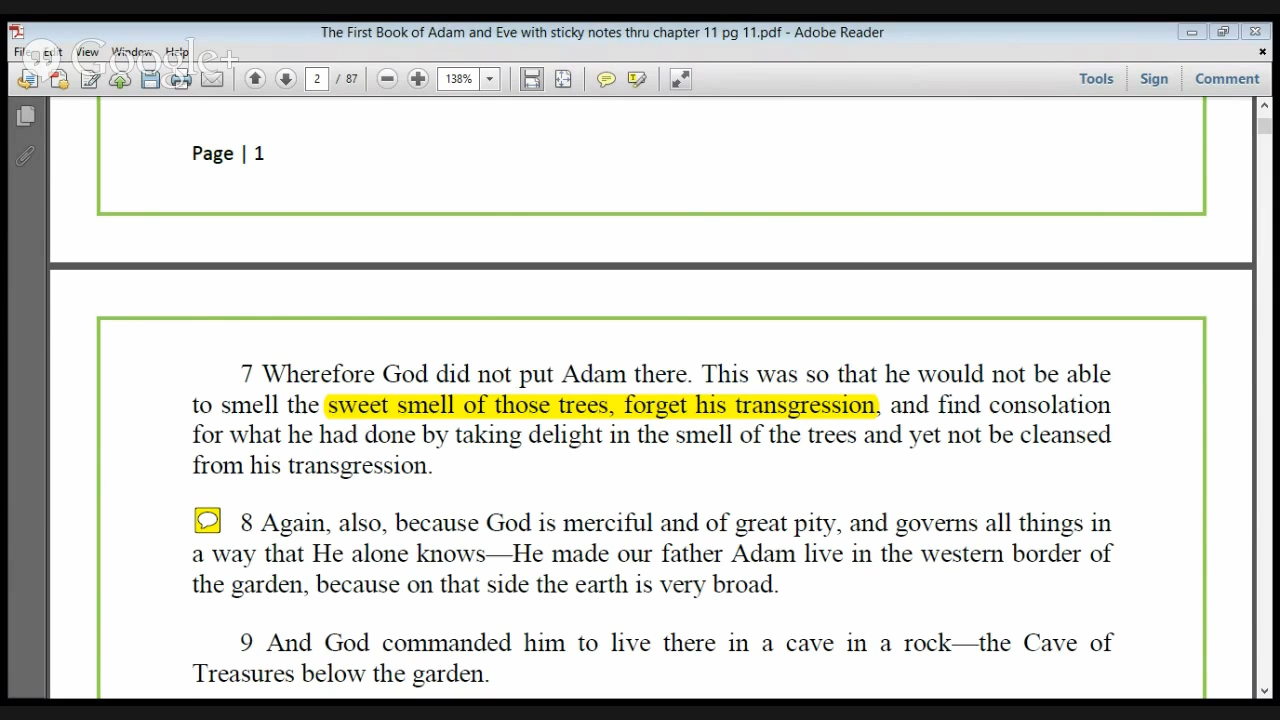 The First Book of Adam and Eve with sticky notes thru chapter 11 pg 11.pdf - Adobe Reader
File Edit View Window Help
Google+
2 / 87 138% Tools Sign Comment
Page | 1
7 Wherefore God did not put Adam there. This was so that he would not be able
to smell the sweet smell of those trees, forget his transgression, and find consolation
for what he had done by taking delight in the smell of the trees and yet not be cleansed
from his transgression.
8 Again, also, because God is merciful and of great pity, and governs all things in
a way that He alone knows—He made our father Adam live in the western border of
the garden, because on that side the earth is very broad.
9 And God commanded him to live there in a cave in a rock—the Cave of
Treasures below the garden.